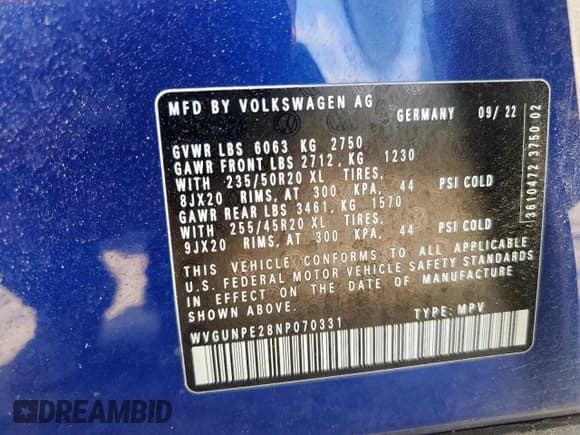 MFD BY VOLKSWAGEN AG
GERMANY 09/22
GVWR LBS 6063 KG 2750
GAWR FRONT LBS 2712, KG 1230
WITH 235/50R20 XL TIRES,
8JX20 RIMS, AT 300 KPA, 44 PSI COLD
GAWR REAR LBS 3461, KG 1570
WITH 255/45R20 XL TIRES,
9JX20 RIMS, AT 300 KPA, 44 PSI COLD
THIS VEHICLE CONFORMS TO ALL APPLICABLE
U.S. FEDERAL MOTOR VEHICLE SAFETY STANDARDS
IN EFFECT ON THE DATE OF MANUFACTURE
SHOWN ABOVE.
WVGUNPE28NP070331 TYPE: MPV
3610472 3750 02
DREAMBID